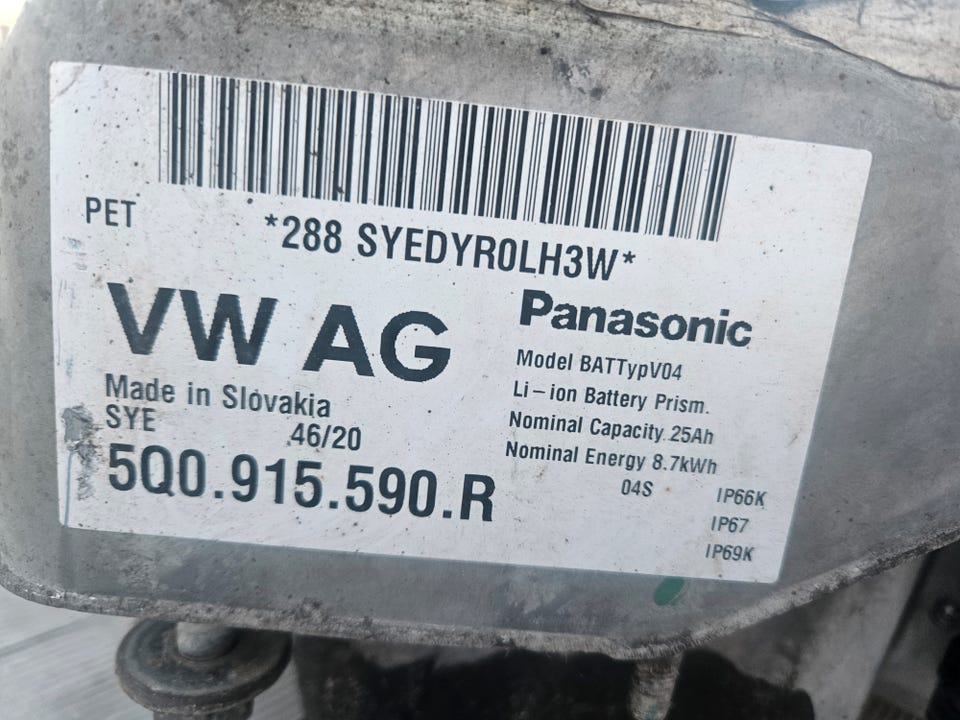 PET
*288 SYEDYR0LH3W*
VW AG
Made in Slovakia
SYE 46/20
5Q0.915.590.R
Panasonic
Model BATTypV04
Li-ion Battery Prism.
Nominal Capacity 25Ah
Nominal Energy 8.7kWh
04S IP66K
IP67
IP69K